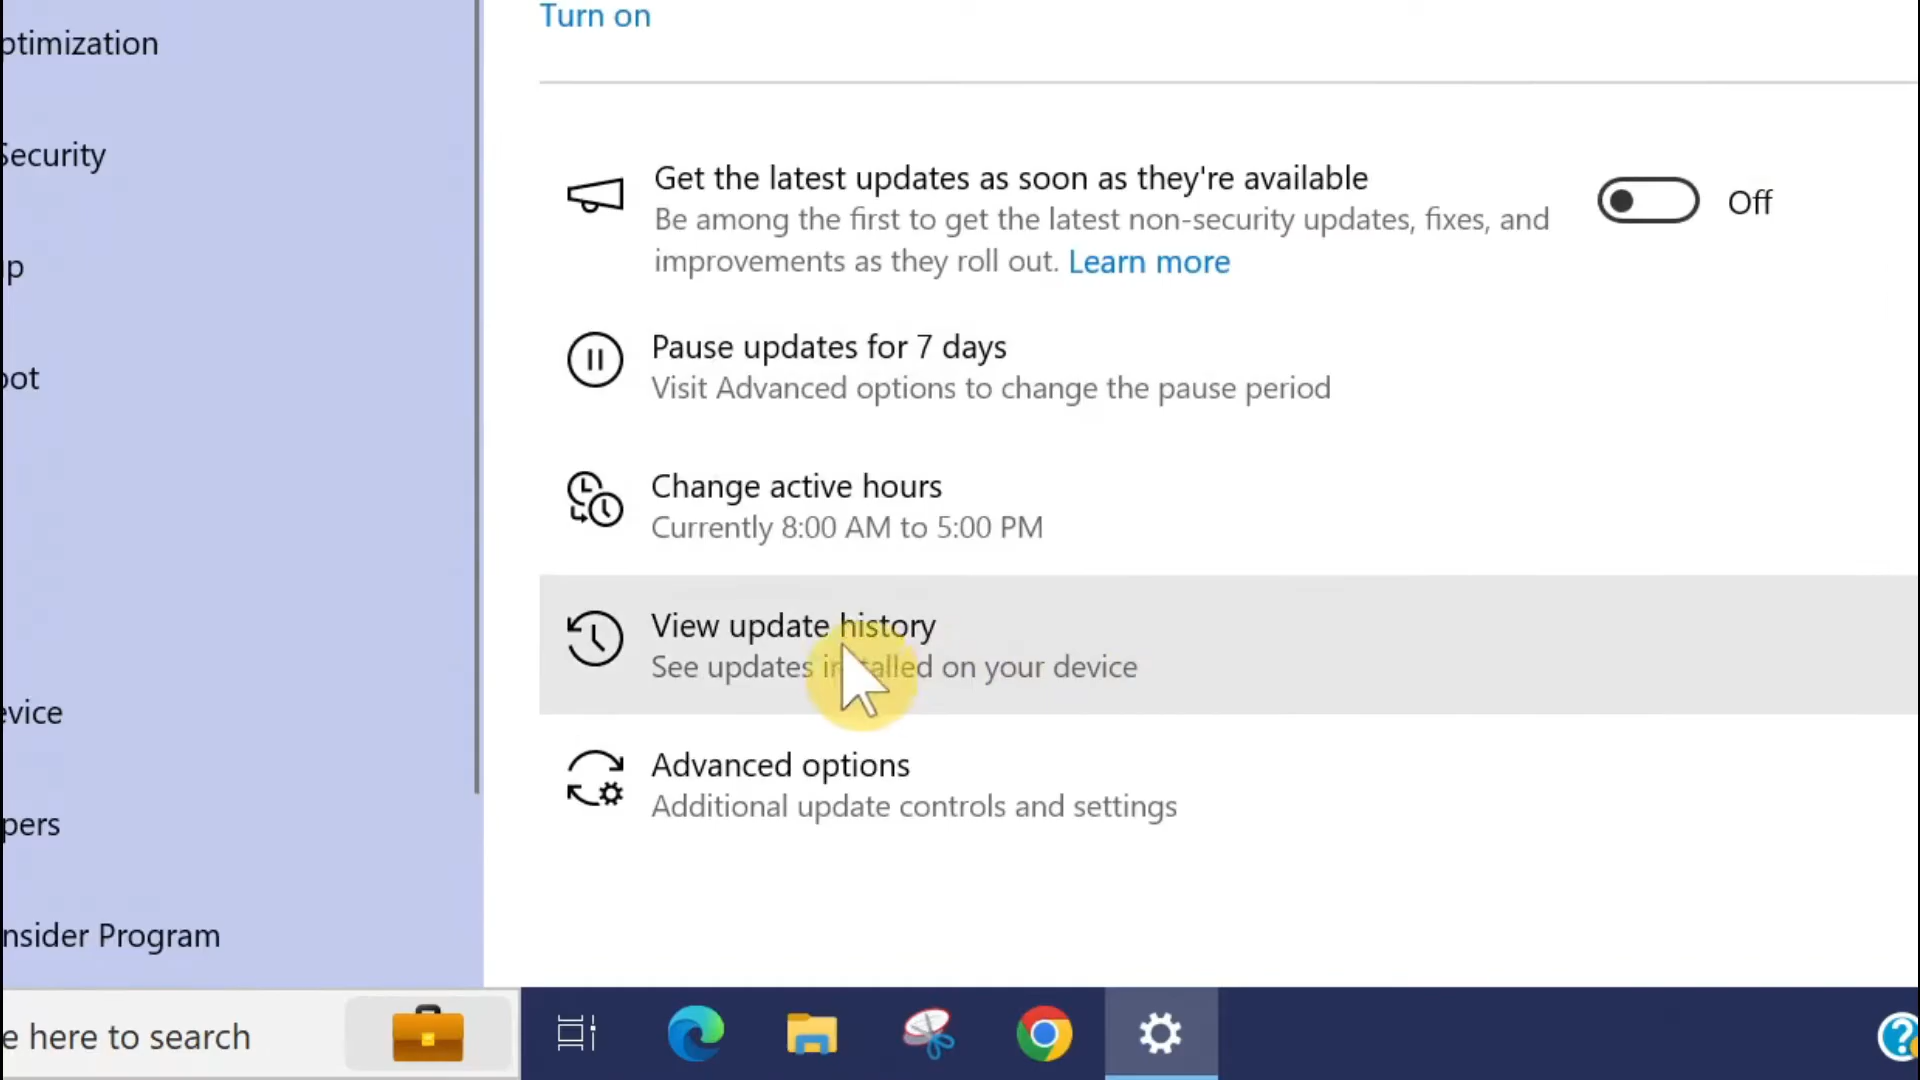 ptimization
Security
p
oot
evice
pers
nsider Program
Turn on
Get the latest updates as soon as they're available
Be among the first to get the latest non-security updates, fixes, and
improvements as they roll out. Learn more
Off
Pause updates for 7 days
Visit Advanced options to change the pause period
Change active hours
Currently 8:00 AM to 5:00 PM
View update history
See updates installed on your device
Advanced options
Additional update controls and settings
e here to search